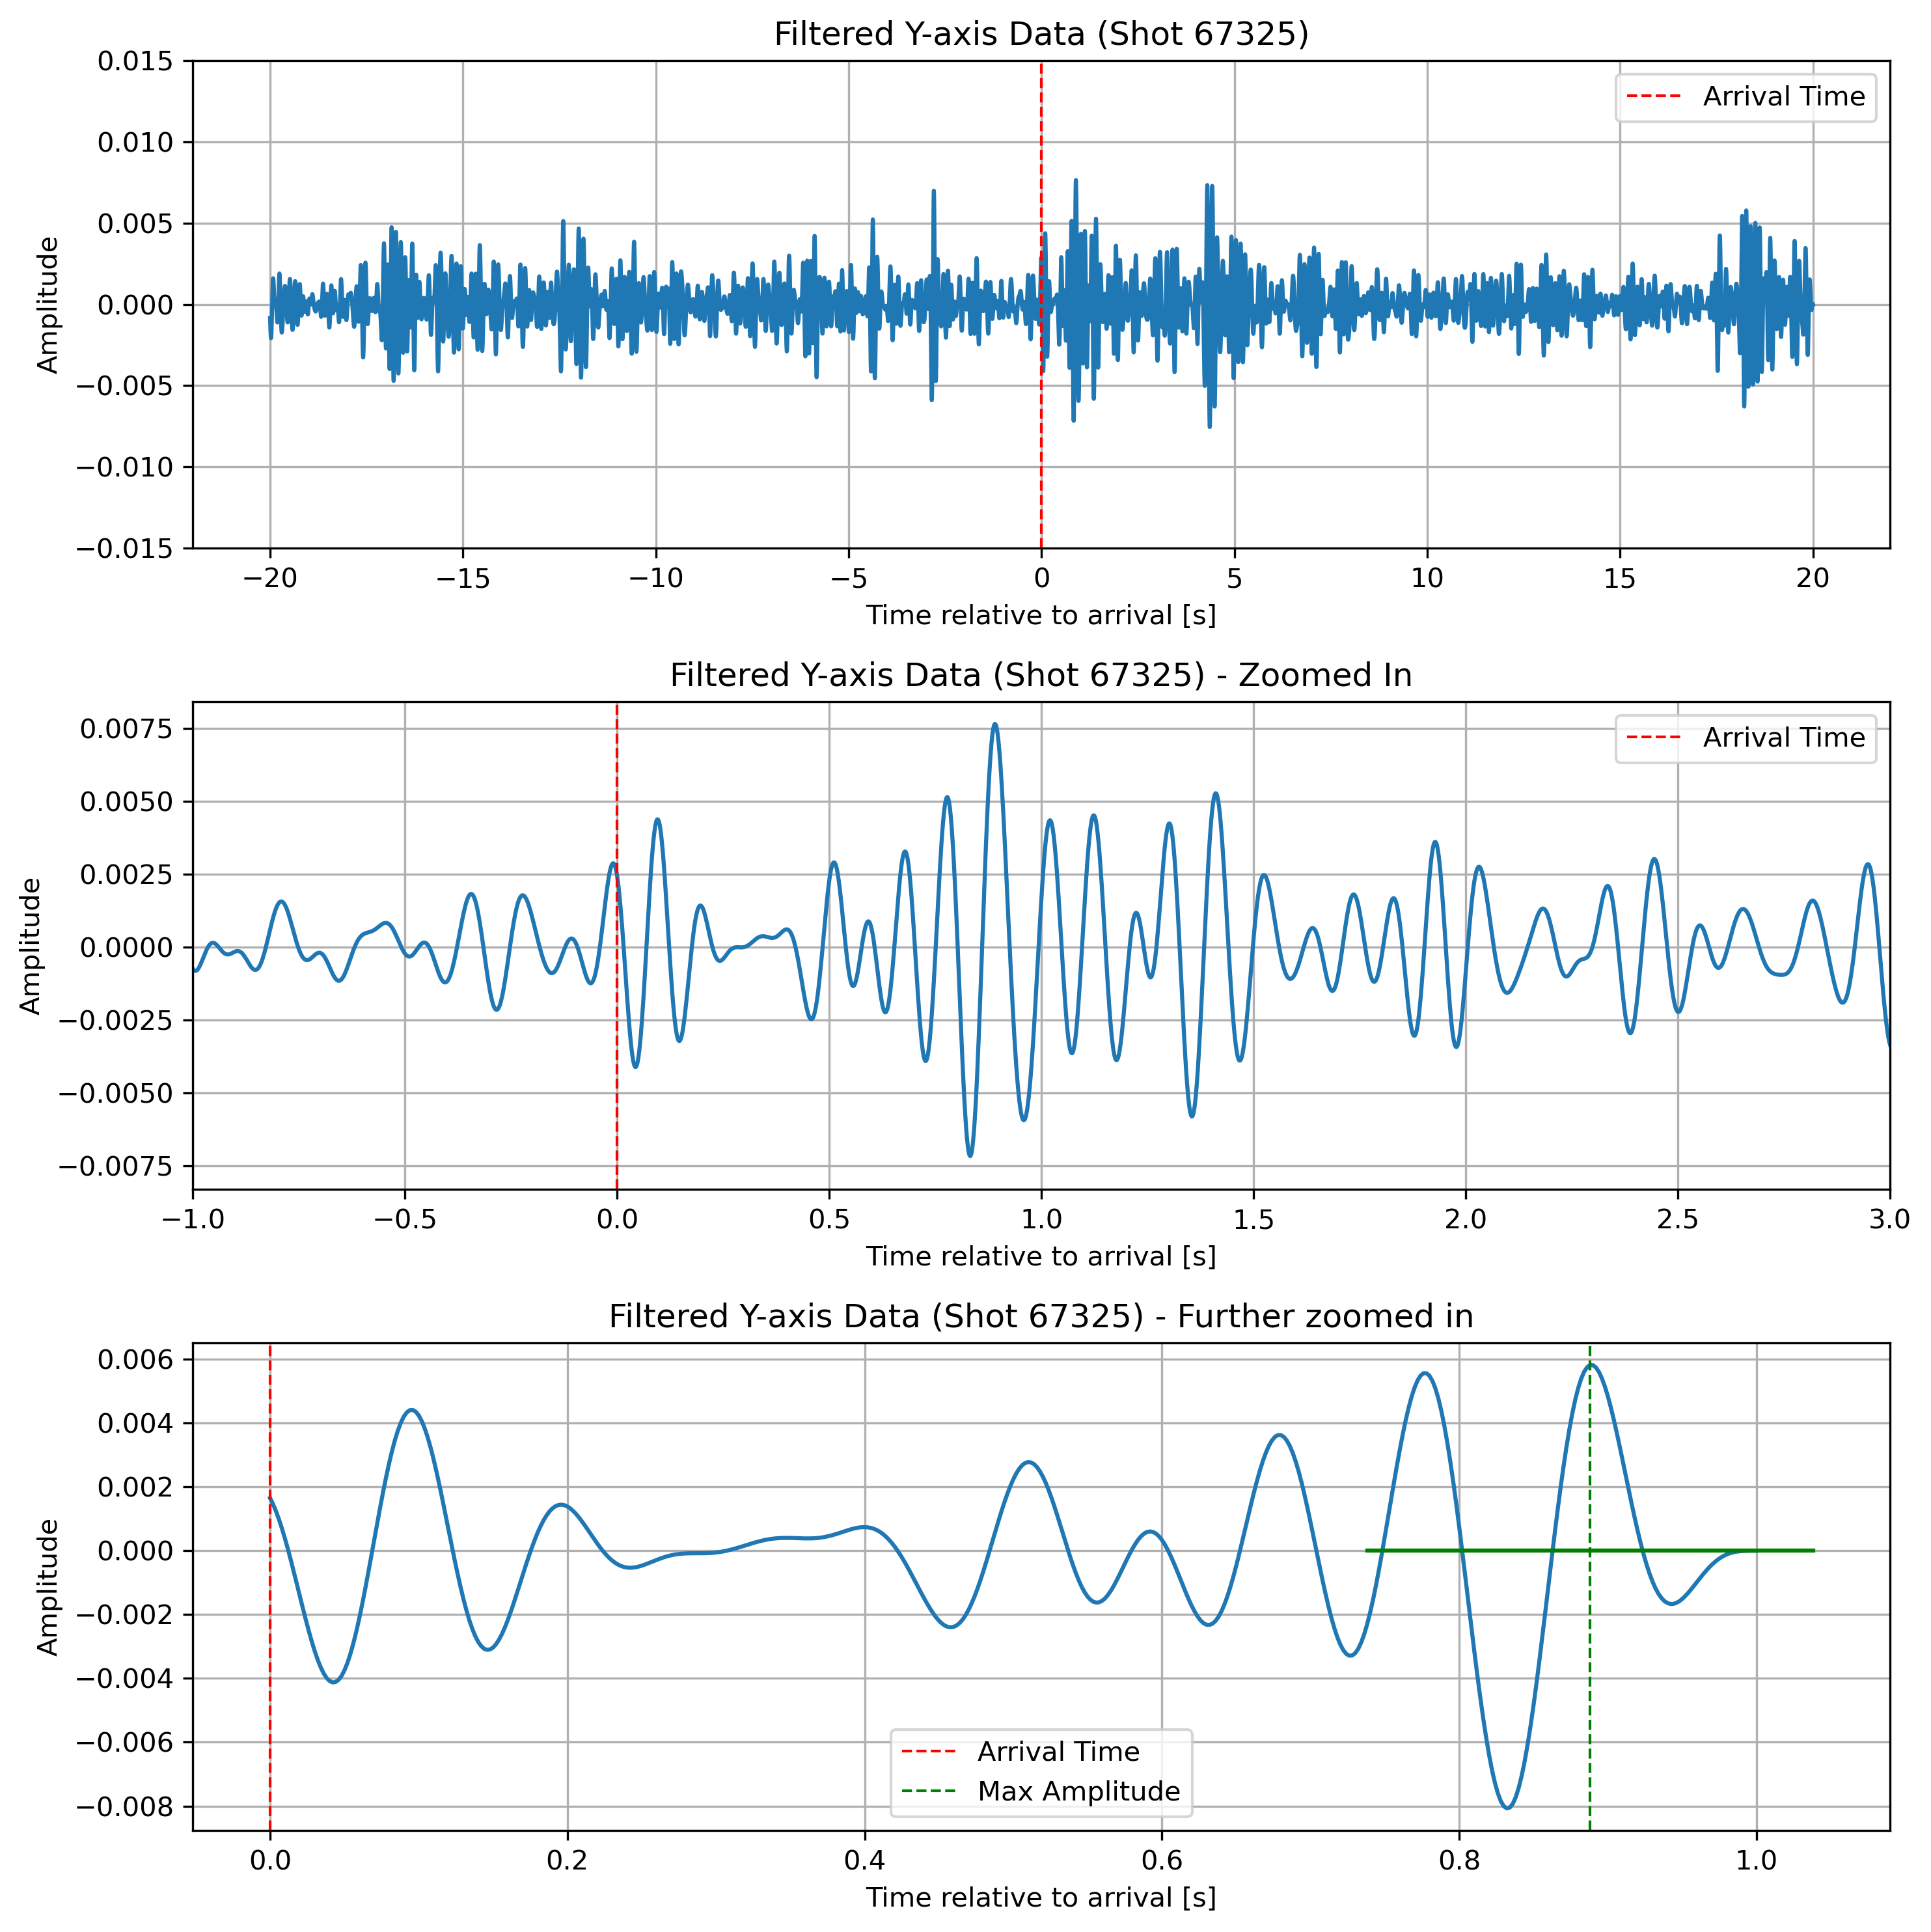 Filtered Y-axis Data (Shot 67325)
0.015
0.010
0.005
0.000
−0.005
−0.010
−0.015
Amplitude
Arrival Time
−20 −15 −10 −5 0 5 10 15 20
Time relative to arrival [s]
Filtered Y-axis Data (Shot 67325) - Zoomed In
0.0075
0.0050
0.0025
0.0000
−0.0025
−0.0050
−0.0075
Amplitude
Arrival Time
−1.0 −0.5 0.0 0.5 1.0 1.5 2.0 2.5 3.0
Time relative to arrival [s]
Filtered Y-axis Data (Shot 67325) - Further zoomed in
0.006
0.004
0.002
0.000
−0.002
−0.004
−0.006
−0.008
Amplitude
Arrival Time
Max Amplitude
0.0 0.2 0.4 0.6 0.8 1.0
Time relative to arrival [s]